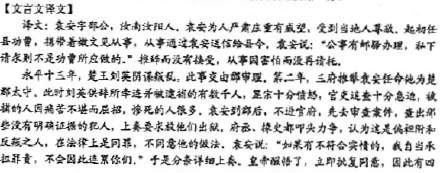 【文言文译文】
译文：袁安字邵公，汝南汝阳人。袁安为人严肃庄重有威望，受到当地人尊敬。起初任
县功曹，携带着檄文见从事，从事通过袁安送信给县令，袁安说："公事有邮驿办理，私下
请求则不是功曹所应做的。"推辞而没有接受，从事因害怕而没再请托。
永平十三年，楚王刘英阴谋叛乱。此事交由郡审理。第二年，三府推举袁安任命他为楚
郡太守。此时刘英供辞所牵连并被逮捕的有数千人，显宗十分愤怒，官吏追查十分急迫，被
拷的人因痛苦不堪而屈招，惨死的人很多。袁安到郡后，不进官府，先去审查案件，查出那
些没有明确证据的犯人，上奏要求放他们出狱。府丞、掾史都叩头力争，认为这是偏袒附和
反叛之人，在法律上是同罪，不同意他的做法。袁安说："如果有不符合实情的，我自当承
担罪责，不会因此连累你们。"于是分条详细上奏。皇帝醒悟了，立即批复同意，因此有四